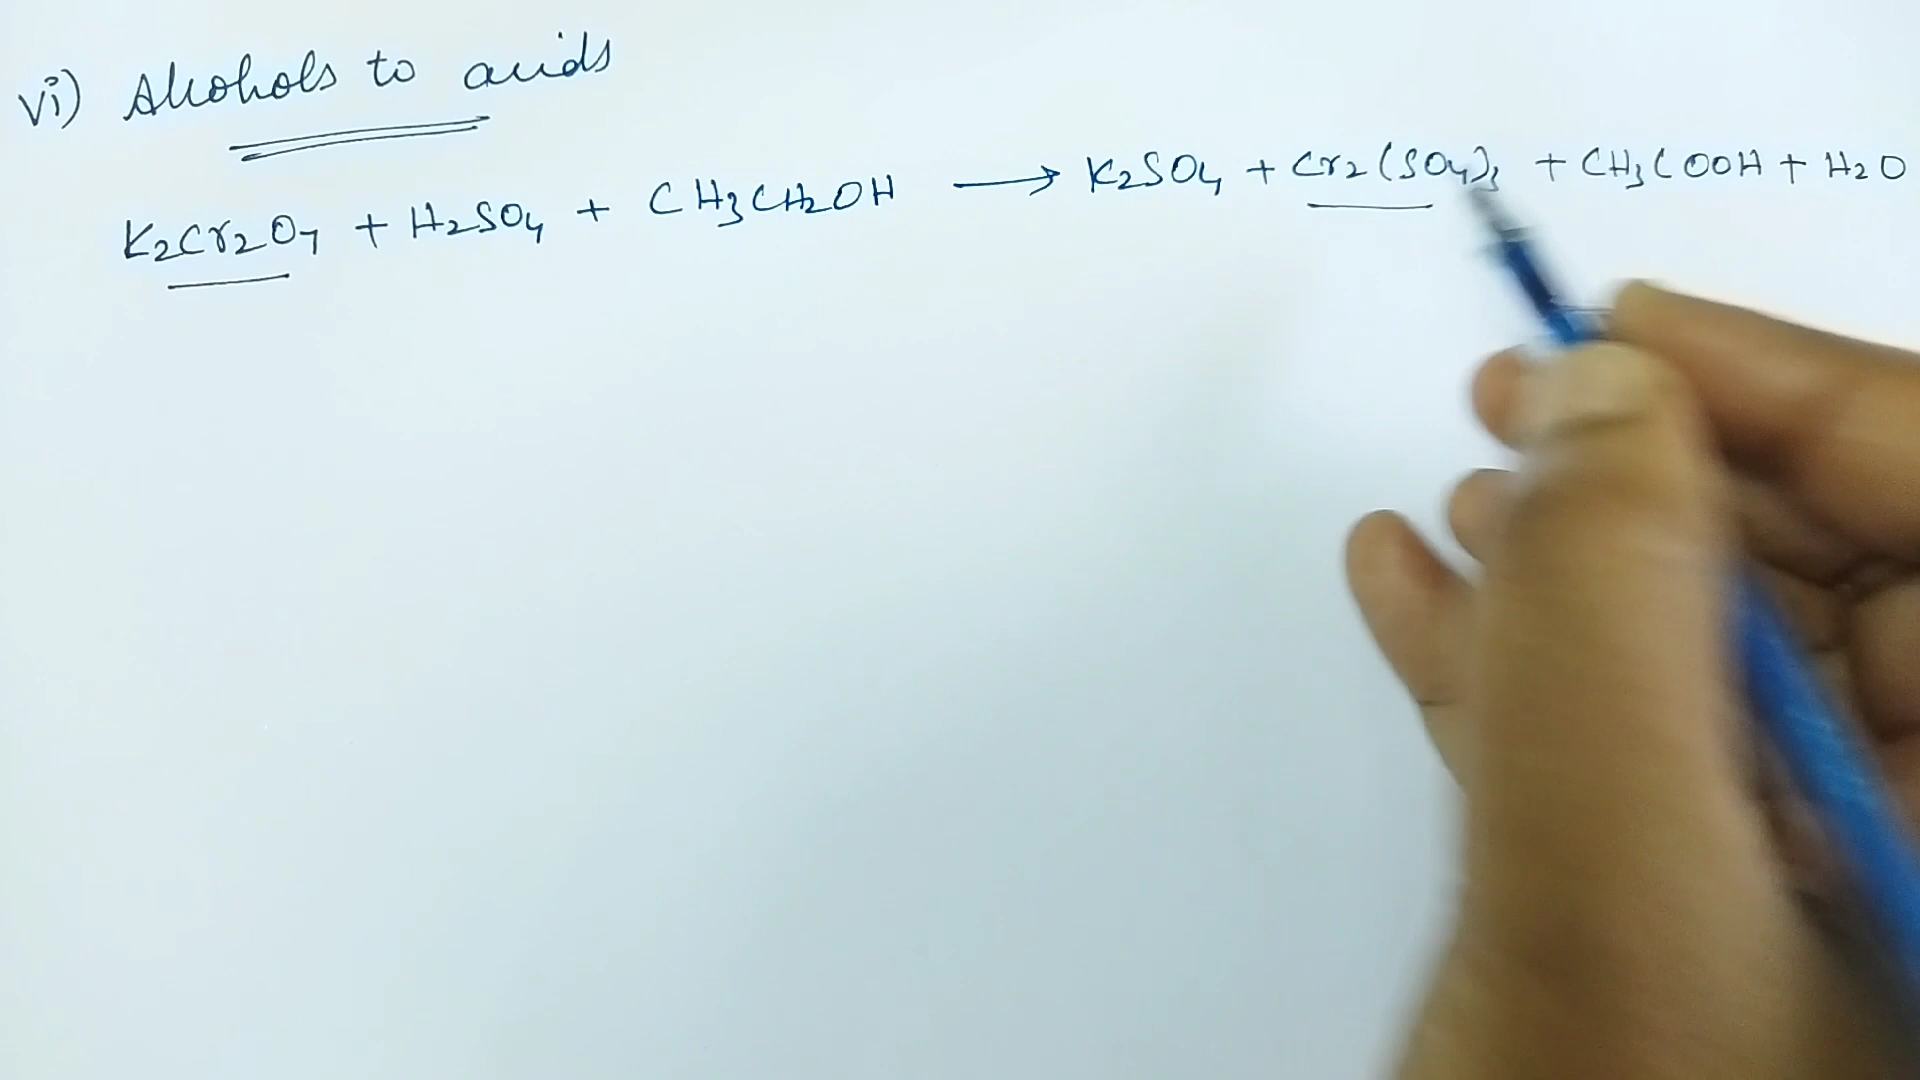 vi) Alcohols to acids
K₂Cr₂O₇ + H₂SO₄ + CH₃CH₂OH ⟶ K₂SO₄ + Cr₂(SO₄)₃ + CH₃COOH + H₂O